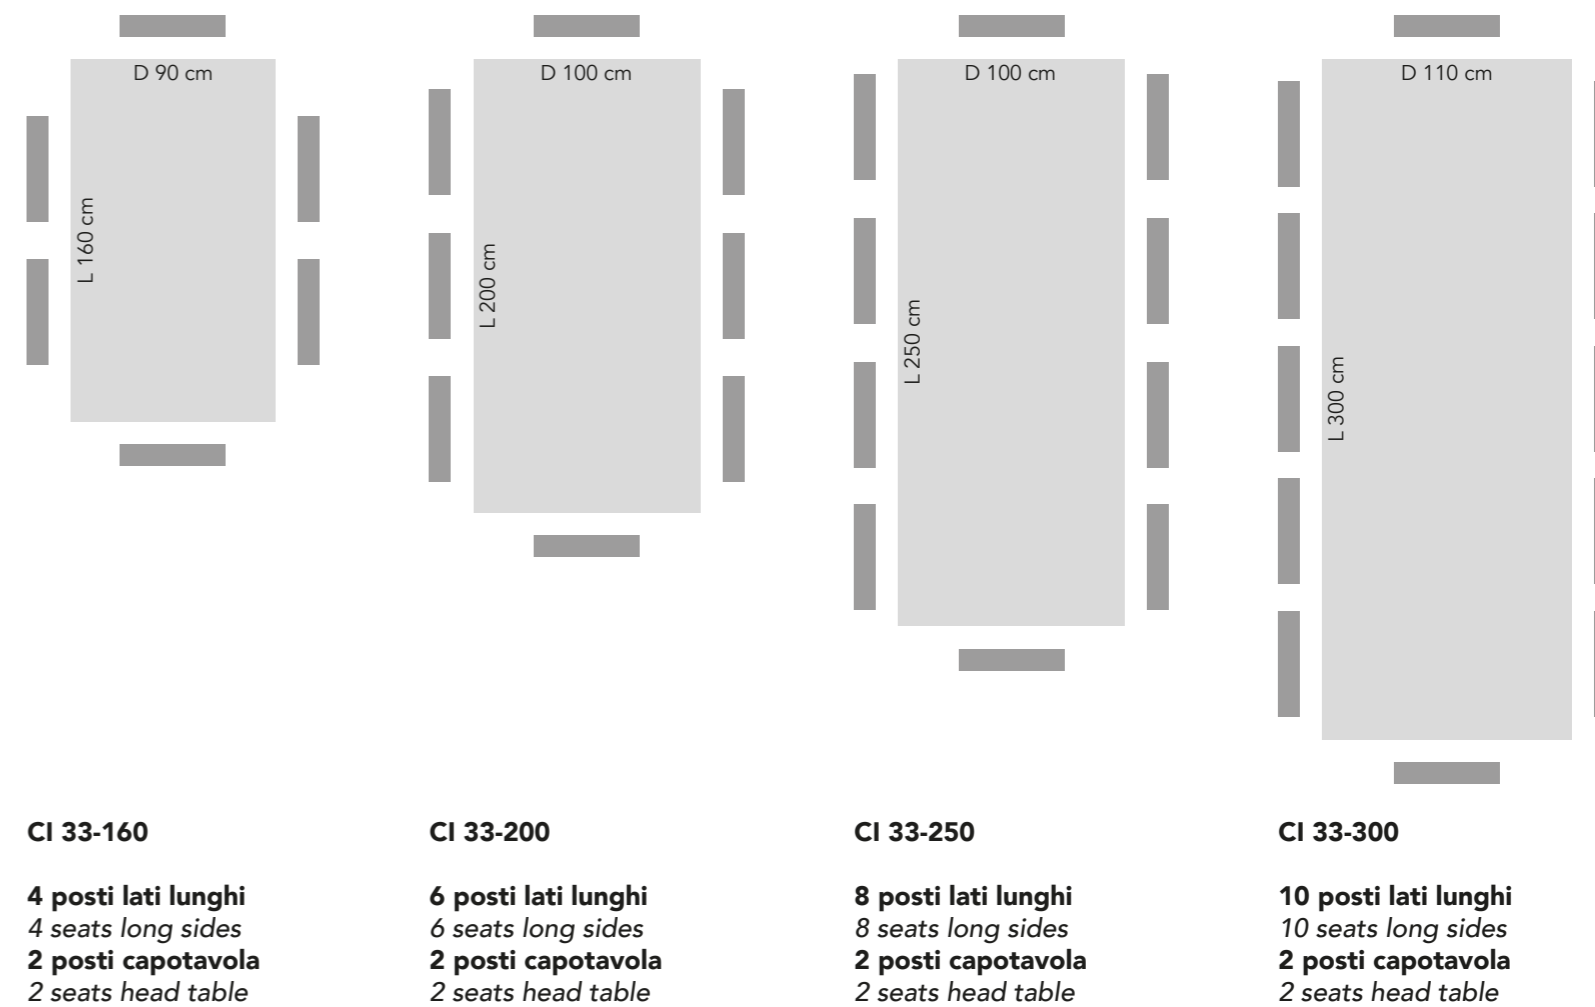 D 90 cm
L 160 cm
D 100 cm
L 200 cm
D 100 cm
L 250 cm
D 110 cm
L 300 cm
CI 33-160
4 posti lati lunghi
4 seats long sides
2 posti capotavola
2 seats head table
CI 33-200
6 posti lati lunghi
6 seats long sides
2 posti capotavola
2 seats head table
CI 33-250
8 posti lati lunghi
8 seats long sides
2 posti capotavola
2 seats head table
CI 33-300
10 posti lati lunghi
10 seats long sides
2 posti capotavola
2 seats head table